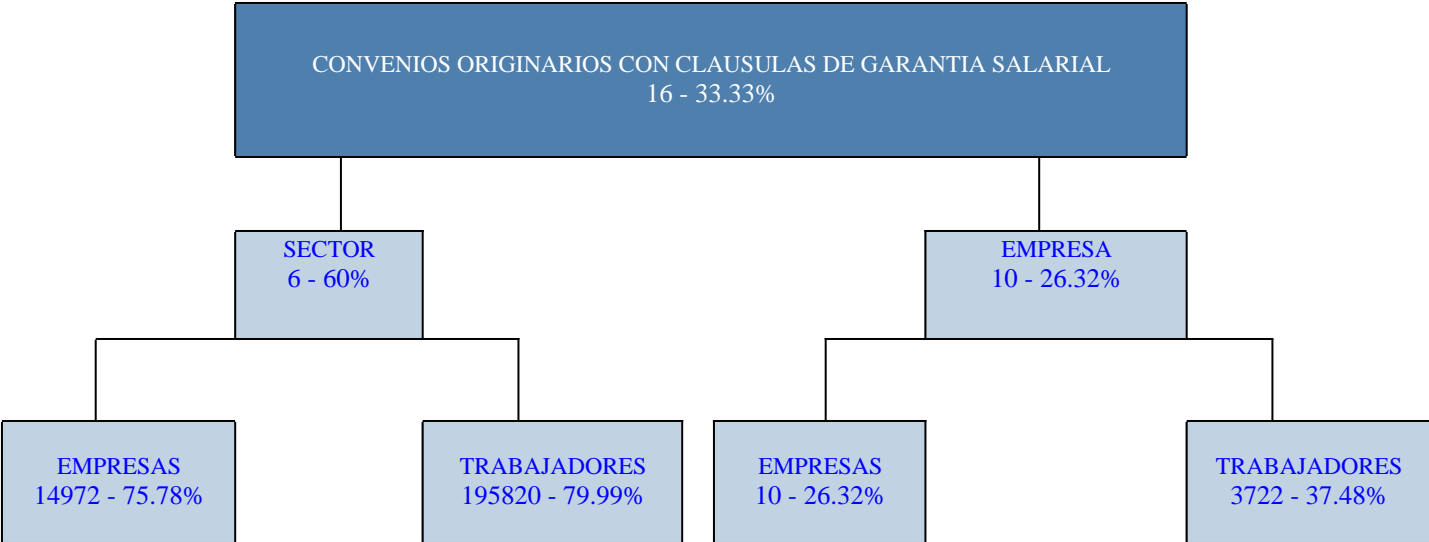 CONVENIOS ORIGINARIOS CON CLAUSULAS DE GARANTIA SALARIAL
16 - 33.33%
SECTOR
6 - 60%
EMPRESA
10 - 26.32%
EMPRESAS
14972 - 75.78%
TRABAJADORES
195820 - 79.99%
EMPRESAS
10 - 26.32%
TRABAJADORES
3722 - 37.48%